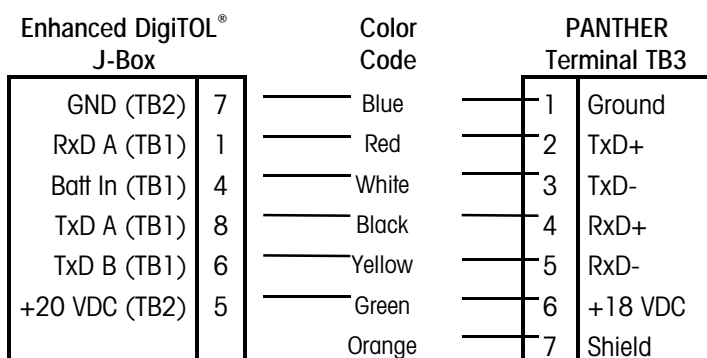 Enhanced DigiTOL® Color PANTHER
J-Box Code Terminal TB3
GND (TB2) 7 Blue 1 Ground
RxD A (TB1) 1 Red 2 TxD+
Batt In (TB1) 4 White 3 TxD-
TxD A (TB1) 8 Black 4 RxD+
TxD B (TB1) 6 Yellow 5 RxD-
+20 VDC (TB2) 5 Green 6 +18 VDC
Orange 7 Shield